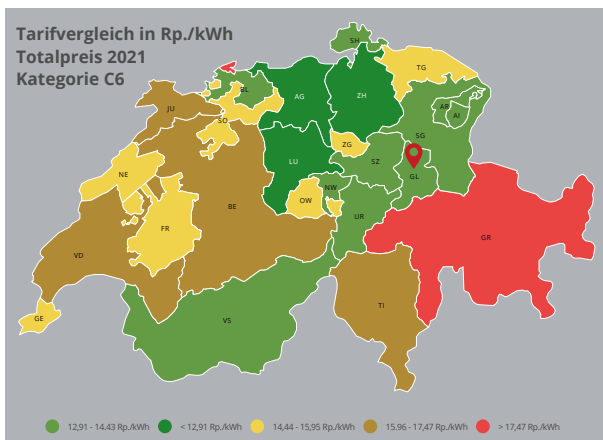 Tarifvergleich in Rp./kWh
Totalpreis 2021
Kategorie C6
SH
TG
BL
AG
ZH
JU
AR
AI
SO
SG
ZG
LU
SZ
NE
GL
NW
OW
BE
UR
FR
GR
VD
TI
GE
VS
12,91 - 14.43 Rp./kWh
< 12,91 Rp./kWh
14,44 - 15,95 Rp./kWh
15.96 - 17,47 Rp./kWh
> 17,47 Rp./kWh